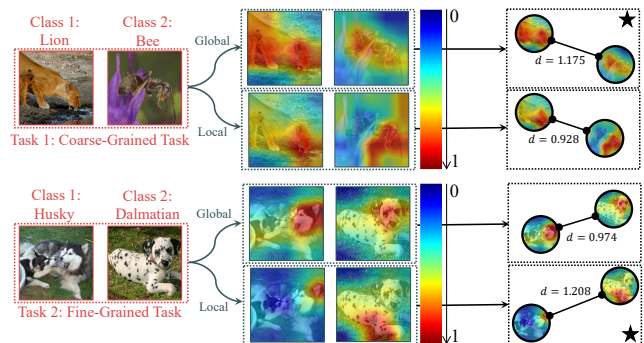 Class 1:
Lion
Class 2:
Bee
Task 1: Coarse-Grained Task
Global
Local
0
1
d = 1.175
d = 0.928
Class 1:
Husky
Class 2:
Dalmatian
Task 2: Fine-Grained Task
Global
Local
0
1
d = 0.974
d = 1.208